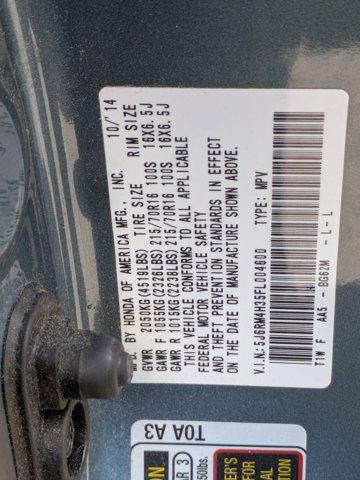 MFD. BY HONDA OF AMERICA MFG., INC. 10/14
GVWR 2050KG(4519LBS) TIRE SIZE RIM SIZE
GAWR F 1055KG(2326LBS) 215/70R16 100S 16X6.5J
GAWR R 1015KG(2238LBS) 215/70R16 100S 16X6.5J
THIS VEHICLE CONFORMS TO ALL APPLICABLE
FEDERAL MOTOR VEHICLE SAFETY
AND THEFT PREVENTION STANDARDS IN EFFECT
ON THE DATE OF MANUFACTURE SHOWN ABOVE.
V.I.N.: 5J6RM4H35FL004600 TYPE: MPV
T1W F AA5 - BG62M - L - L
T0A A3